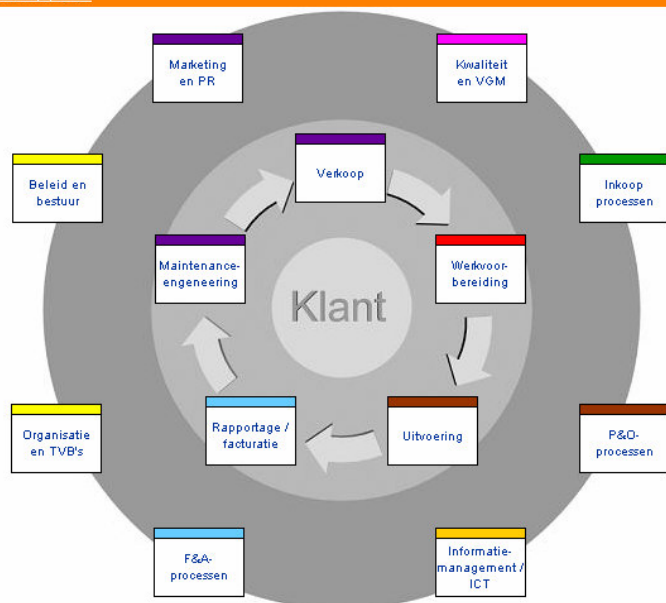 Marketing
en PR
Kwaliteit
en VGM
Verkoop
Beleid en
bestuur
Inkoop
processen
Maintenance-
engeneering
Werkvoor-
bereiding
Klant
Rapportage /
facturatie
Uitvoering
Organisatie
en TVB's
P&O-
processen
F&A-
processen
Informatie-
management /
ICT